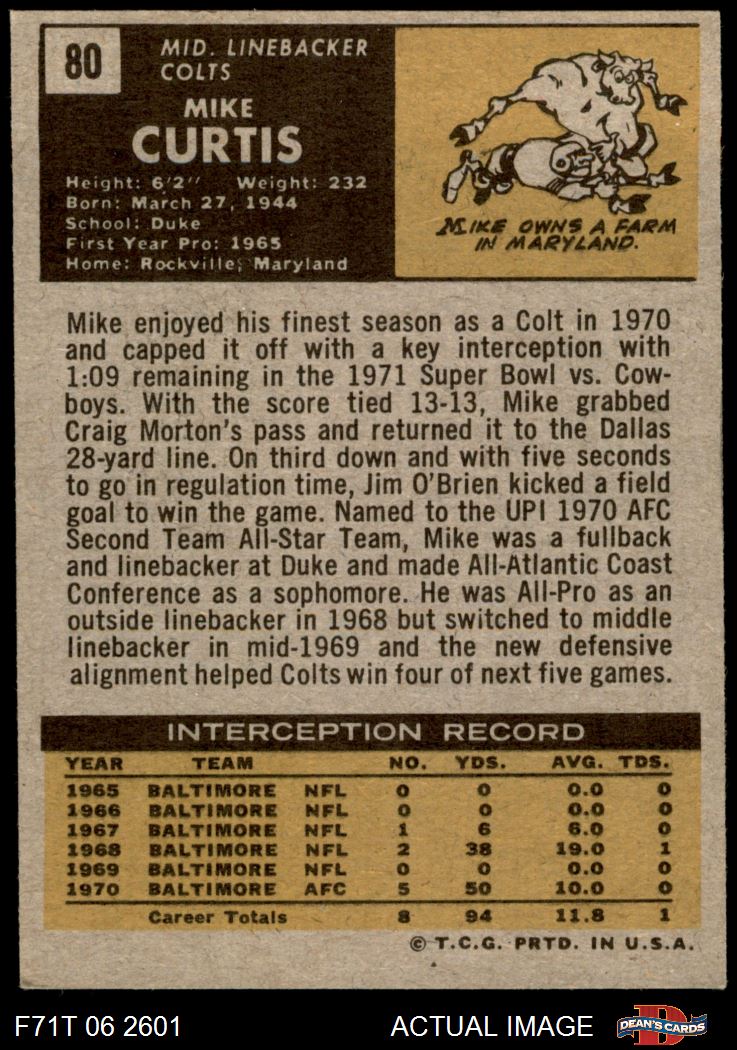 80
MID. LINEBACKER
COLTS
MIKE
CURTIS
Height: 6'2" Weight: 232
Born: March 27, 1944
School: Duke
First Year Pro: 1965
Home: Rockville, Maryland
MIKE OWNS A FARM
IN MARYLAND.
Mike enjoyed his finest season as a Colt in 1970
and capped it off with a key interception with
1:09 remaining in the 1971 Super Bowl vs. Cow-
boys. With the score tied 13-13, Mike grabbed
Craig Morton's pass and returned it to the Dallas
28-yard line. On third down and with five seconds
to go in regulation time, Jim O'Brien kicked a field
goal to win the game. Named to the UPI 1970 AFC
Second Team All-Star Team, Mike was a fullback
and linebacker at Duke and made All-Atlantic Coast
Conference as a sophomore. He was All-Pro as an
outside linebacker in 1968 but switched to middle
linebacker in mid-1969 and the new defensive
alignment helped Colts win four of next five games.
INTERCEPTION RECORD
YEAR TEAM NO. YDS. AVG. TDS.
1965 BALTIMORE NFL 0 0 0.0 0
1966 BALTIMORE NFL 0 0 0.0 0
1967 BALTIMORE NFL 1 6 6.0 0
1968 BALTIMORE NFL 2 38 19.0 1
1969 BALTIMORE NFL 0 0 0.0 0
1970 BALTIMORE AFC 5 50 10.0 0
Career Totals 8 94 11.8 1
© T.C.G. PRTD. IN U.S.A.
F71T 06 2601 ACTUAL IMAGE D DEAN'S CARDS